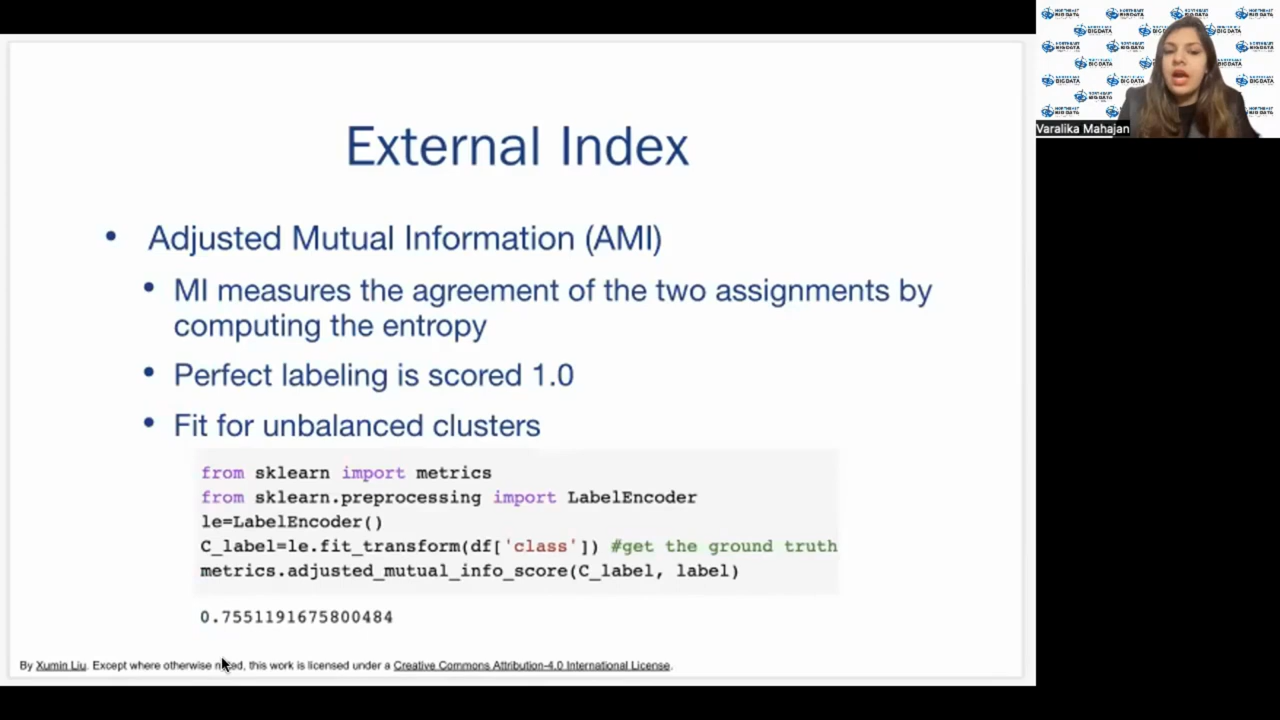 External Index
• Adjusted Mutual Information (AMI)
• MI measures the agreement of the two assignments by
computing the entropy
• Perfect labeling is scored 1.0
• Fit for unbalanced clusters
from sklearn import metrics
from sklearn.preprocessing import LabelEncoder
le=LabelEncoder()
C_label=le.fit_transform(df['class']) #get the ground truth
metrics.adjusted_mutual_info_score(C_label, label)
0.7551191675800484
By Xumin Liu. Except where otherwise noted, this work is licensed under a Creative Commons Attribution-4.0 International License.
Varalika Mahajan
NORTHEAST
BIG DATA